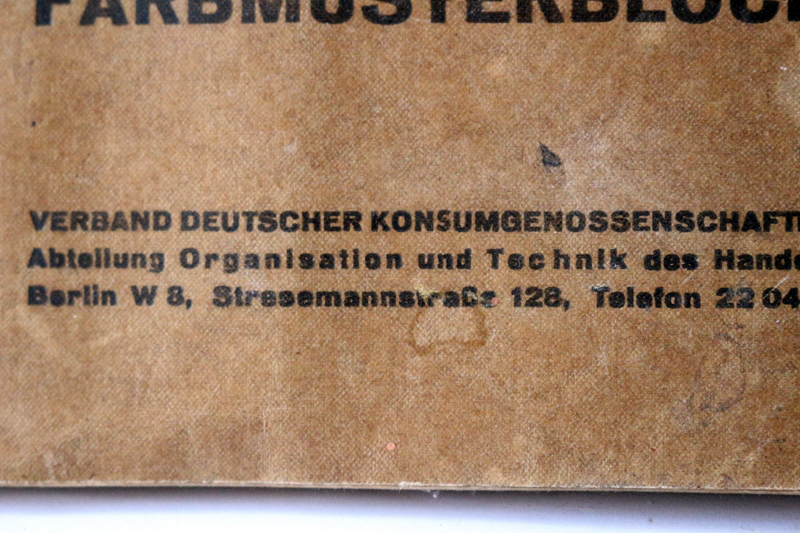 FARBMUSTERBLOC
VERBAND DEUTSCHER KONSUMGENOSSENSCHAFT
Abteilung Organisation und Technik des Hande
Berlin W 8, Stresemannstraße 128, Telefon 22 04